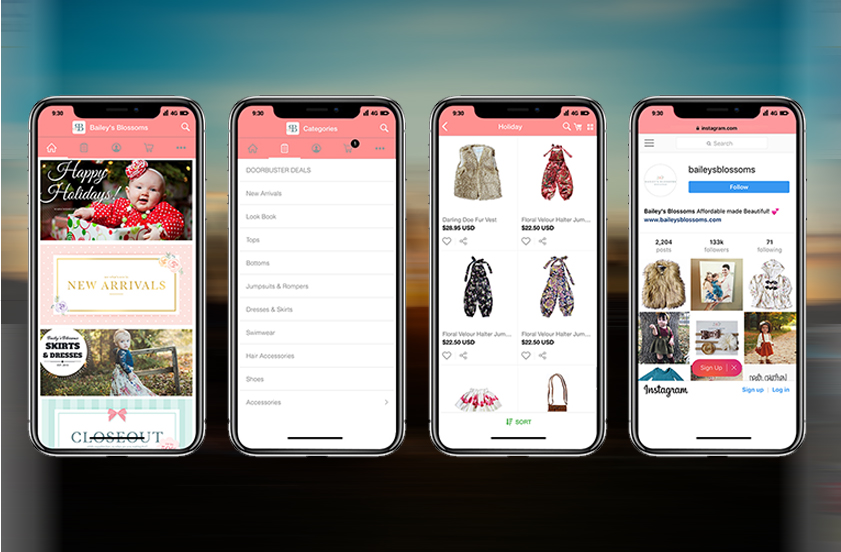 9:30
4G
Bailey's Blossoms
Happy
Holidays!
NEW ARRIVALS
Baily's Blossoms
SKIRTS
& DRESSES
CLOSEOUT
9:30
4G
Categories
1
DOORBUSTER DEALS
New Arrivals
Look Book
Tops
Bottoms
Jumpsuits & Rompers
Dresses & Skirts
Swimwear
Hair Accessories
Shoes
Accessories
9:30
4G
Holiday
Darling Doe Fur Vest
$28.95 USD
Floral Velour Halter Jum...
$22.50 USD
Floral Velour Halter Jum...
$22.50 USD
Floral Velour Halter Jum...
$22.50 USD
SORT
9:30
4G
instagram.com
Search
baileysblossoms
Follow
Bailey's Blossoms Affordable made Beautiful! 💕
www.baileysblossoms.com
2,204 133k 71
posts followers following
Sign Up
Instagram
Sign up Log in